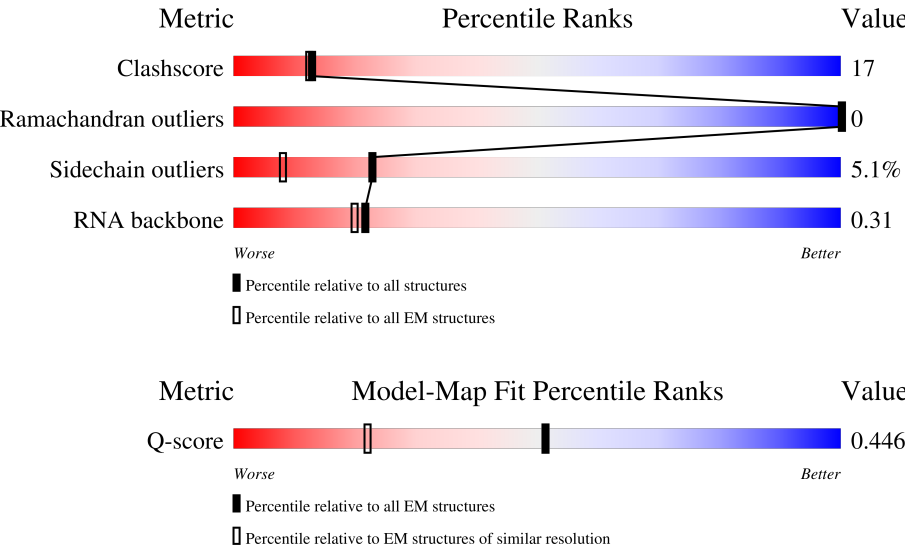 Metric Percentile Ranks Value
Clashscore 17
Ramachandran outliers 0
Sidechain outliers 5.1%
RNA backbone 0.31
Worse Better
Percentile relative to all structures
Percentile relative to all EM structures
Metric Model-Map Fit Percentile Ranks Value
Q-score 0.446
Worse Better
Percentile relative to all EM structures
Percentile relative to EM structures of similar resolution